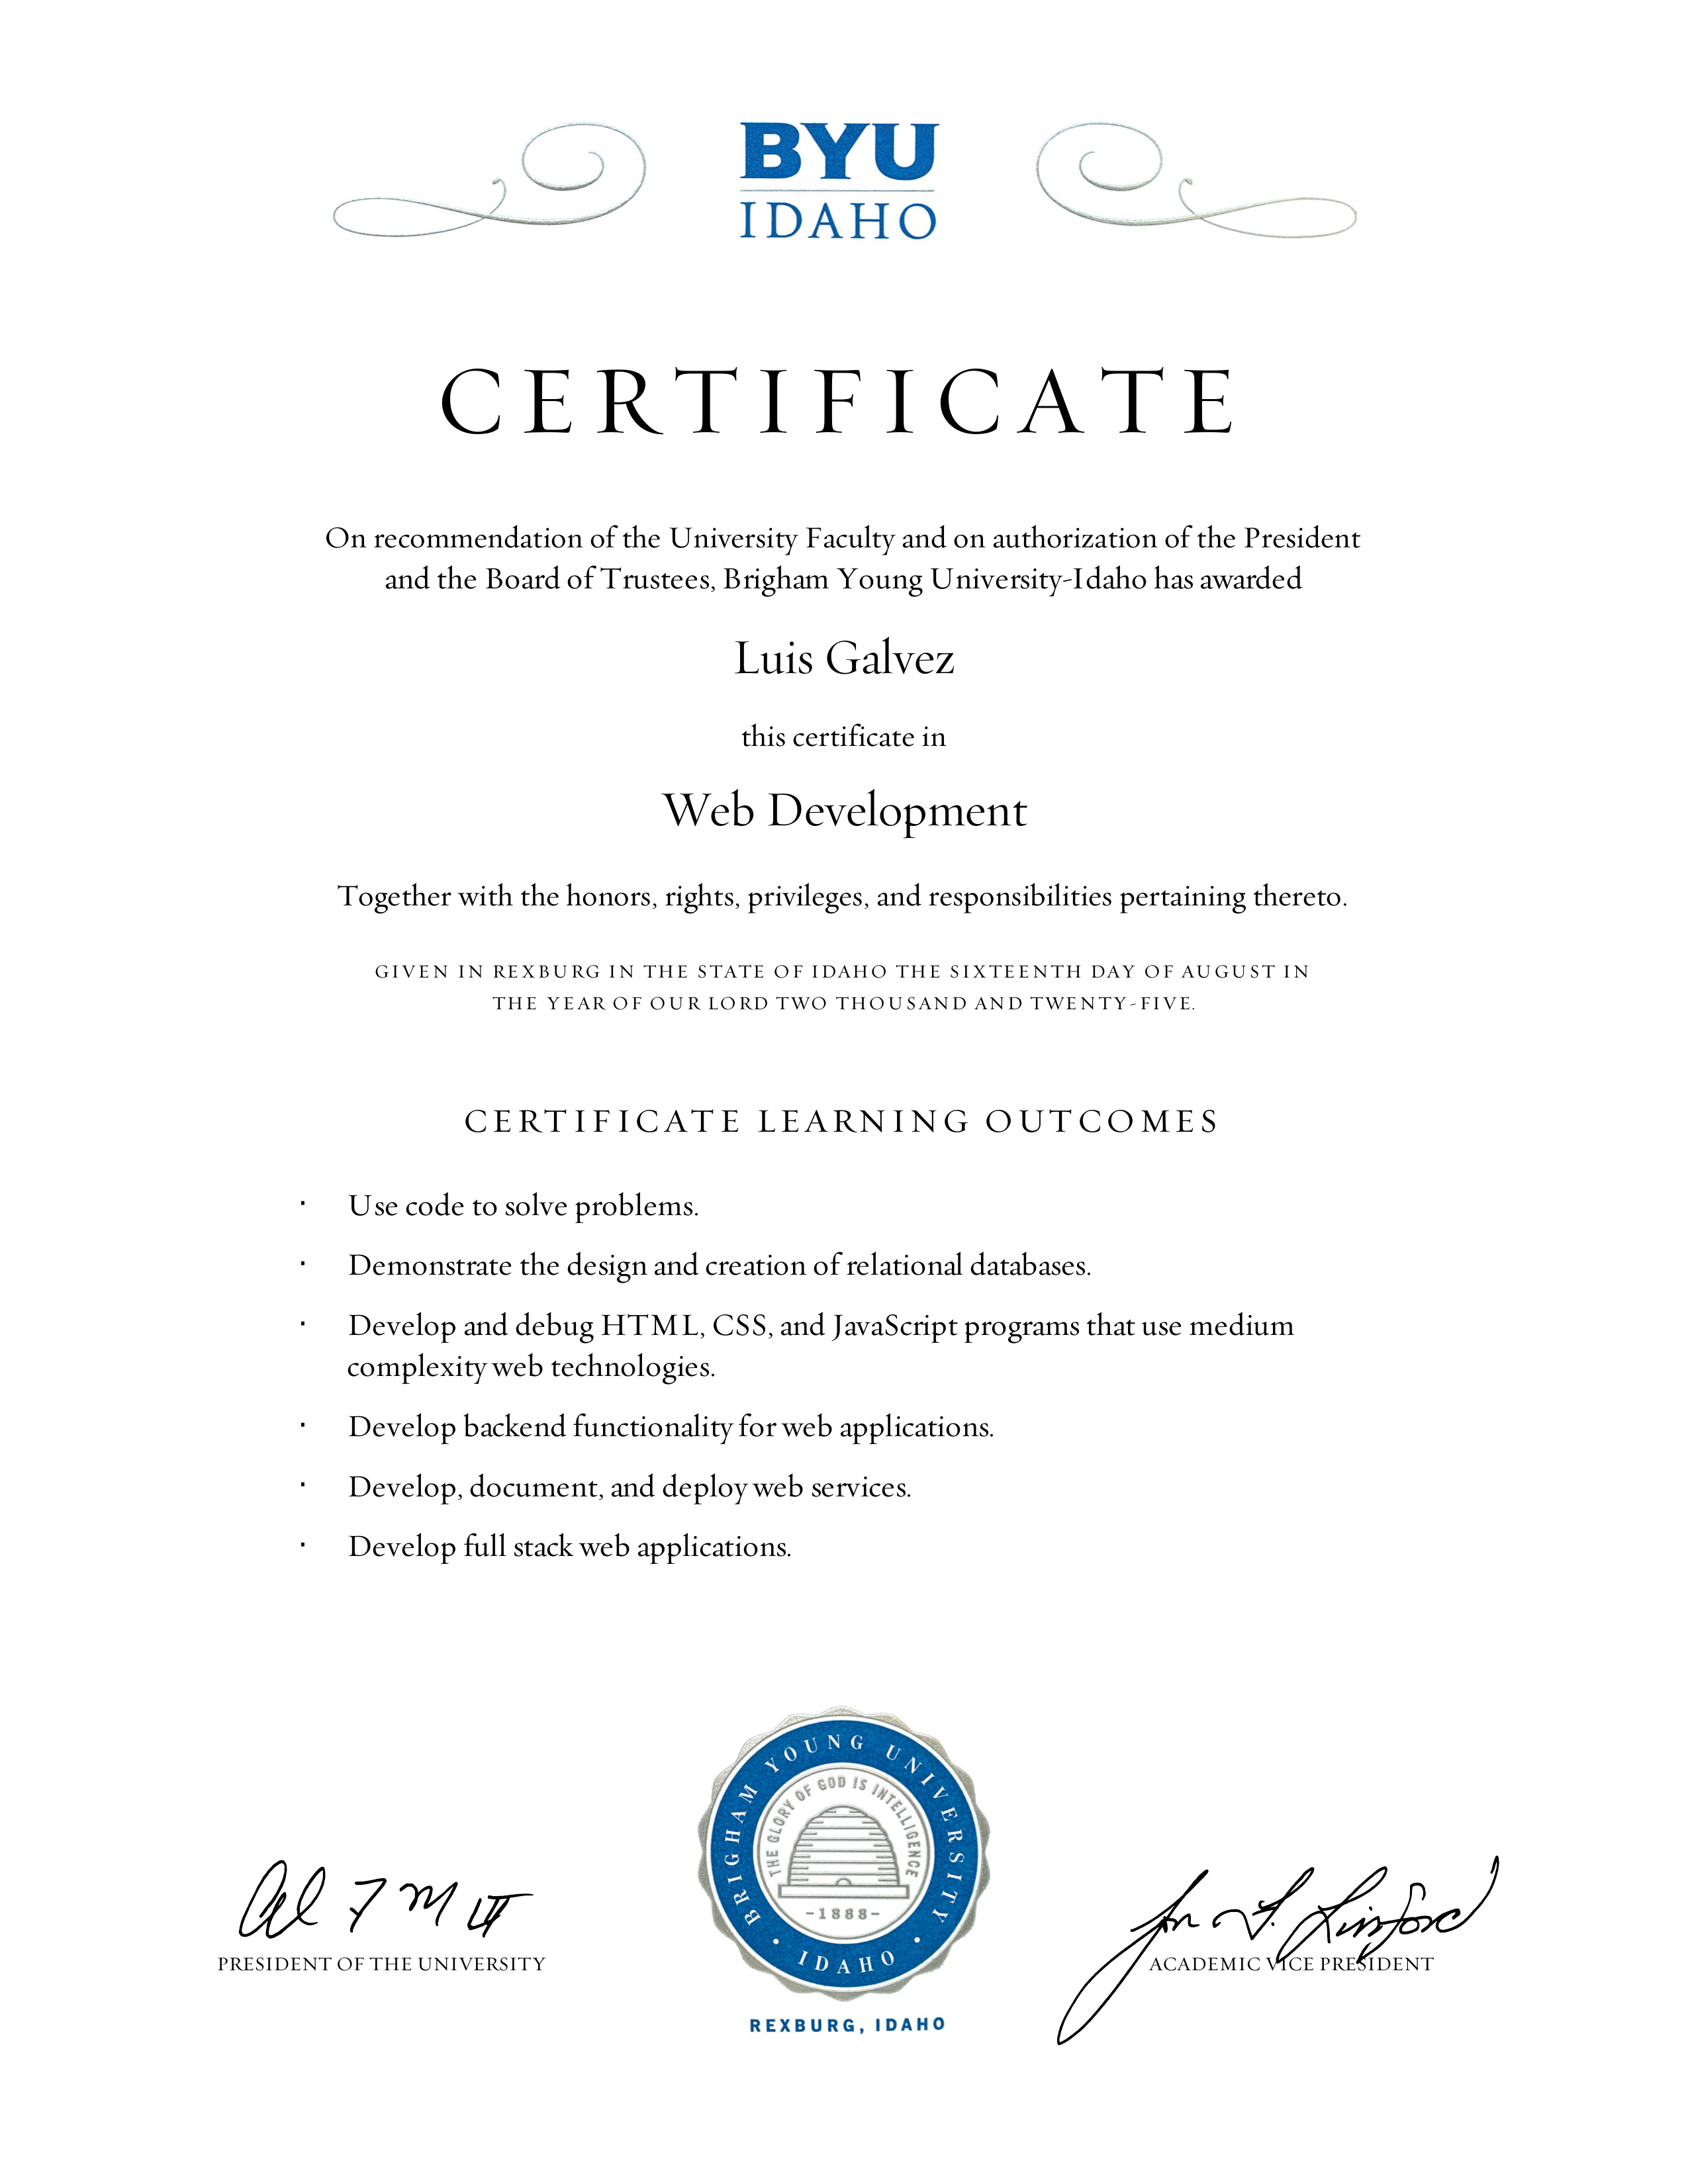 BYU
IDAHO
CERTIFICATE
On recommendation of the University Faculty and on authorization of the President
and the Board of Trustees, Brigham Young University-Idaho has awarded
Luis Galvez
this certificate in
Web Development
Together with the honors, rights, privileges, and responsibilities pertaining thereto.
GIVEN IN REXBURG IN THE STATE OF IDAHO THE SIXTEENTH DAY OF AUGUST IN
THE YEAR OF OUR LORD TWO THOUSAND AND TWENTY-FIVE.
CERTIFICATE LEARNING OUTCOMES
· Use code to solve problems.
· Demonstrate the design and creation of relational databases.
· Develop and debug HTML, CSS, and JavaScript programs that use medium
complexity web technologies.
· Develop backend functionality for web applications.
· Develop, document, and deploy web services.
· Develop full stack web applications.
BRIGHAM YOUNG UNIVERSITY
THE GLORY OF GOD IS INTELLIGENCE
-1888-
• IDAHO •
PRESIDENT OF THE UNIVERSITY
ACADEMIC VICE PRESIDENT
REXBURG, IDAHO